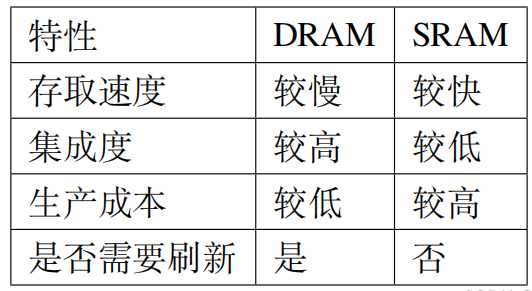 特性 DRAM SRAM
存取速度 较慢 较快
集成度 较高 较低
生产成本 较低 较高
是否需要刷新 是 否